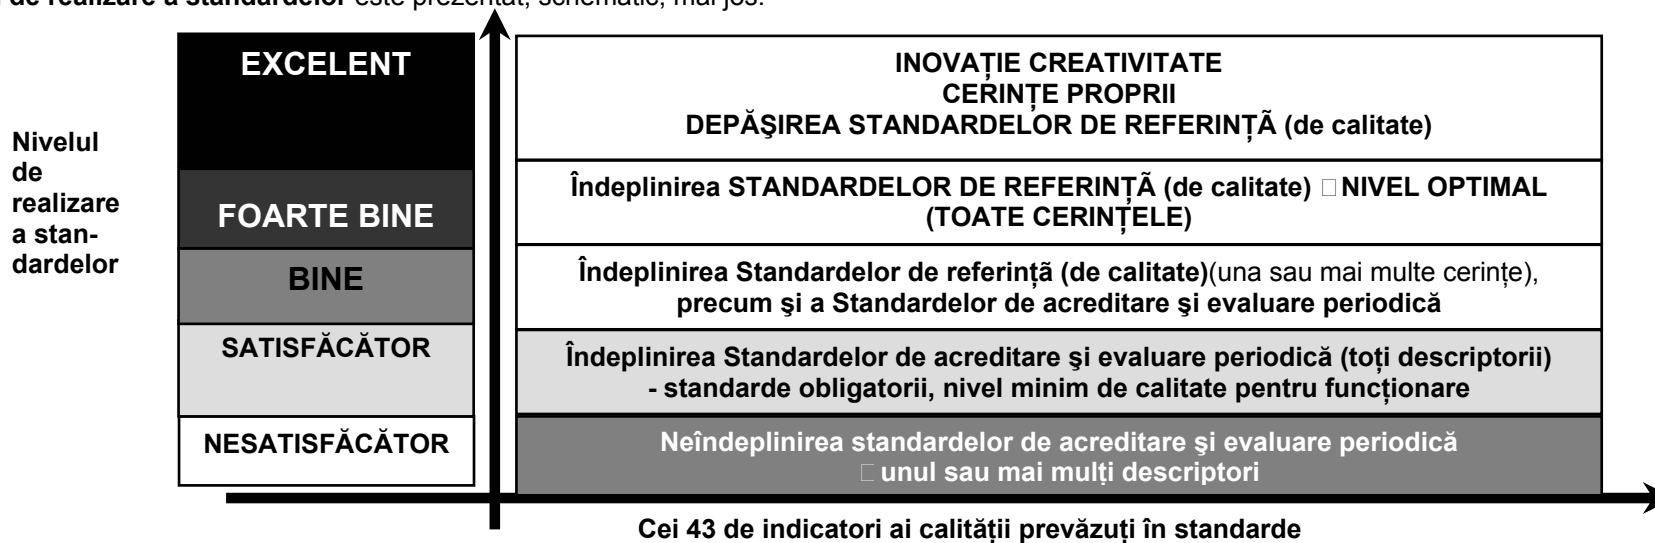 de realizare a standardelor este prezentat, schematic, mai jos.
Nivelul
de
realizare
a stan-
dardelor
EXCELENT
INOVAȚIE CREATIVITATE
CERINȚE PROPRII
DEPĂŞIREA STANDARDELOR DE REFERINȚÃ (de calitate)
FOARTE BINE
Îndeplinirea STANDARDELOR DE REFERINȚÃ (de calitate) □ NIVEL OPTIMAL
(TOATE CERINȚELE)
BINE
Îndeplinirea Standardelor de referințã (de calitate)(una sau mai multe cerințe),
precum şi a Standardelor de acreditare şi evaluare periodică
SATISFĂCĂTOR
Îndeplinirea Standardelor de acreditare şi evaluare periodică (toți descriptorii)
- standarde obligatorii, nivel minim de calitate pentru funcționare
NESATISFĂCĂTOR
Neîndeplinirea standardelor de acreditare şi evaluare periodică
□ unul sau mai mulți descriptori
Cei 43 de indicatori ai calității prevăzuți în standarde